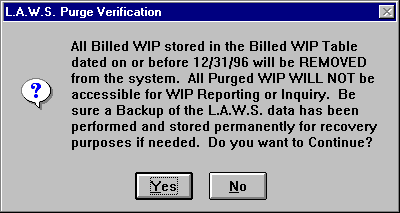 L.A.W.S. Purge Verification
All Billed WIP stored in the Billed WIP Table
dated on or before 12/31/96 will be REMOVED
from the system.  All Purged WIP WILL NOT be
accessible for WIP Reporting or Inquiry.  Be
sure a Backup of the L.A.W.S. data has been
performed and stored permanently for recovery
purposes if needed.  Do you want to Continue?
Yes
No